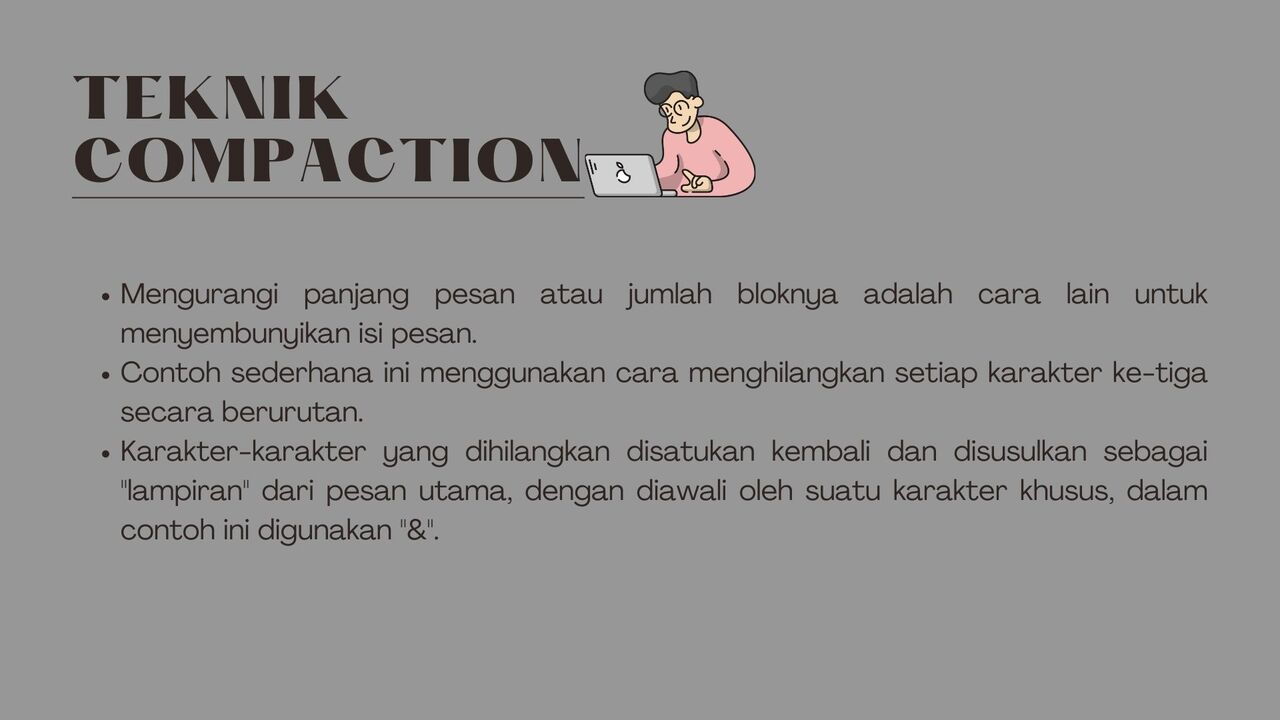 TEKNIK
COMPACTION
• Mengurangi panjang pesan atau jumlah bloknya adalah cara lain untuk
menyembunyikan isi pesan.
• Contoh sederhana ini menggunakan cara menghilangkan setiap karakter ke-tiga
secara berurutan.
• Karakter-karakter yang dihilangkan disatukan kembali dan disusulkan sebagai
"lampiran" dari pesan utama, dengan diawali oleh suatu karakter khusus, dalam
contoh ini digunakan "&".